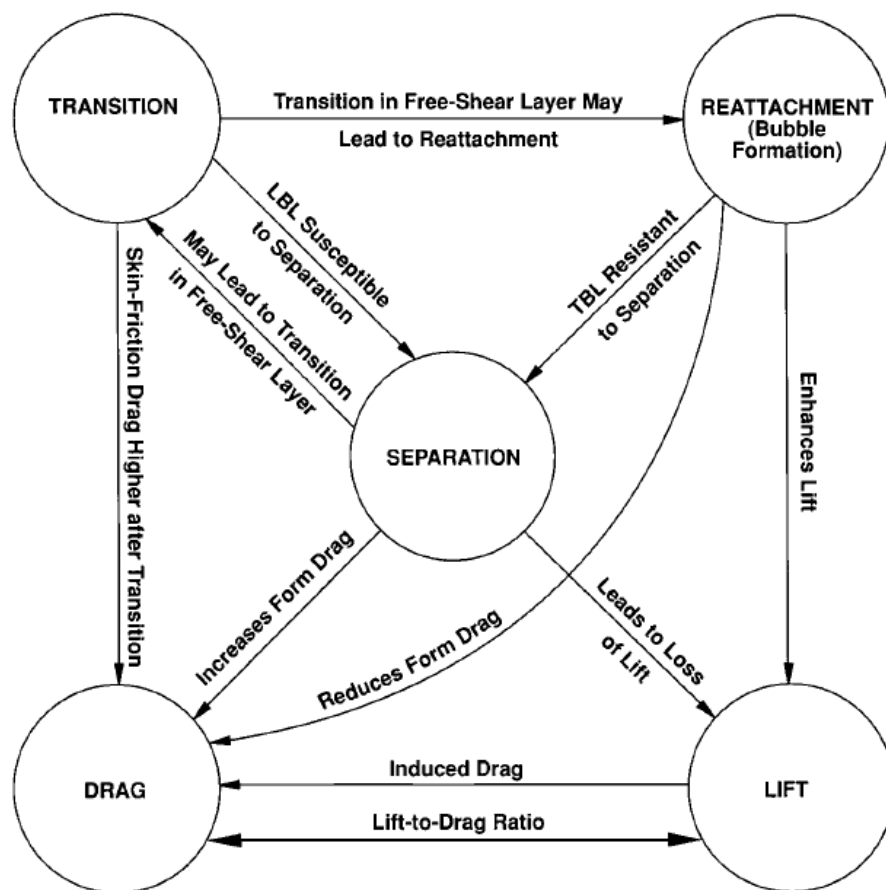 TRANSITION
Transition in Free-Shear Layer May
Lead to Reattachment
REATTACHMENT
(Bubble
Formation)
LBL Susceptible
to Separation
May Lead to Transition
in Free-Shear Layer
TBL Resistant
to Separation
Skin-Friction Drag Higher after Transition
SEPARATION
Enhances Lift
Increases Form Drag
Reduces Form Drag
Leads to Loss
of Lift
DRAG
Induced Drag
Lift-to-Drag Ratio
LIFT